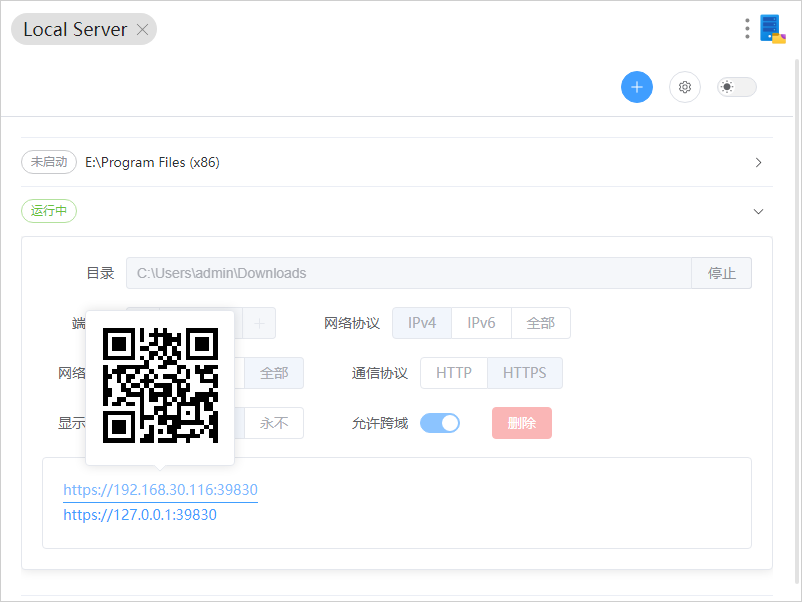 Local Server
未启动 E:\Program Files (x86)
运行中
目录 C:\Users\admin\Downloads 停止
端 + 网络协议 IPv4 IPv6 全部
网络 全部 通信协议 HTTP HTTPS
显示 永不 允许跨域 删除
https://192.168.30.116:39830
https://127.0.0.1:39830